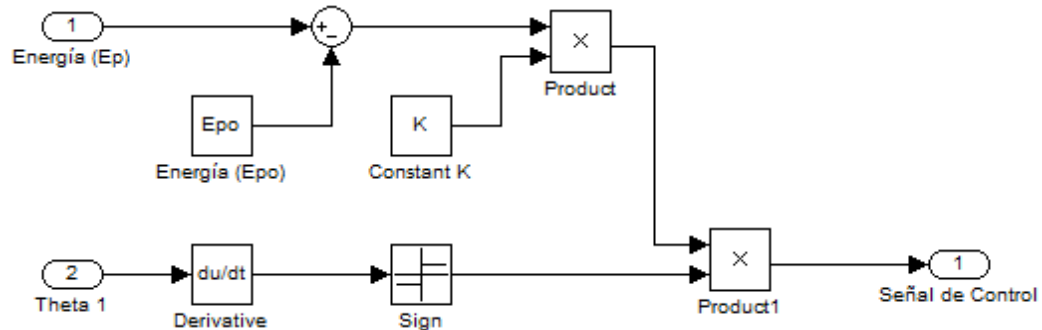 1
Energía (Ep)
+
−
×
Product
Epo
Energía (Epo)
K
Constant K
2
Theta 1
du/dt
Derivative
Sign
×
Product1
1
Señal de Control